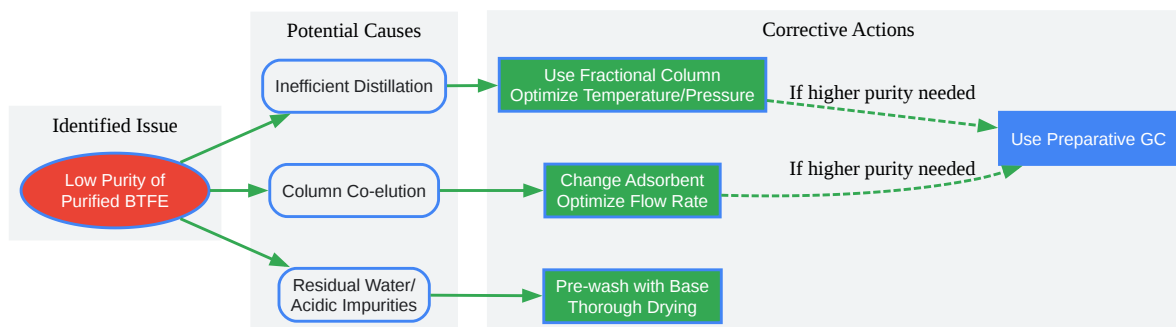 Potential Causes
Corrective Actions
Inefficient Distillation
Use Fractional Column
Optimize Temperature/Pressure
If higher purity needed
Identified Issue
Use Preparative GC
Low Purity of
Purified BTFE
Column Co-elution
Change Adsorbent
Optimize Flow Rate
If higher purity needed
Residual Water/
Acidic Impurities
Pre-wash with Base
Thorough Drying